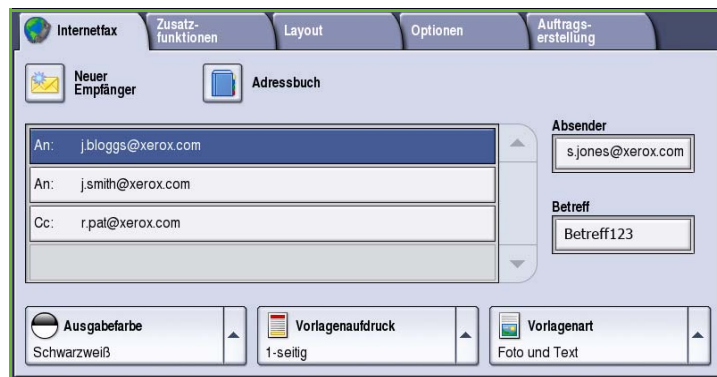 Internetfax
Zusatz-
funktionen
Layout
Optionen
Auftrags-
erstellung
Neuer
Empfänger
Adressbuch
An: j.bloggs@xerox.com
An: j.smith@xerox.com
Cc: r.pat@xerox.com
Absender
s.jones@xerox.com
Betreff
Betreff123
Ausgabefarbe
Schwarzweiß
Vorlagenaufdruck
1-seitig
Vorlagenart
Foto und Text